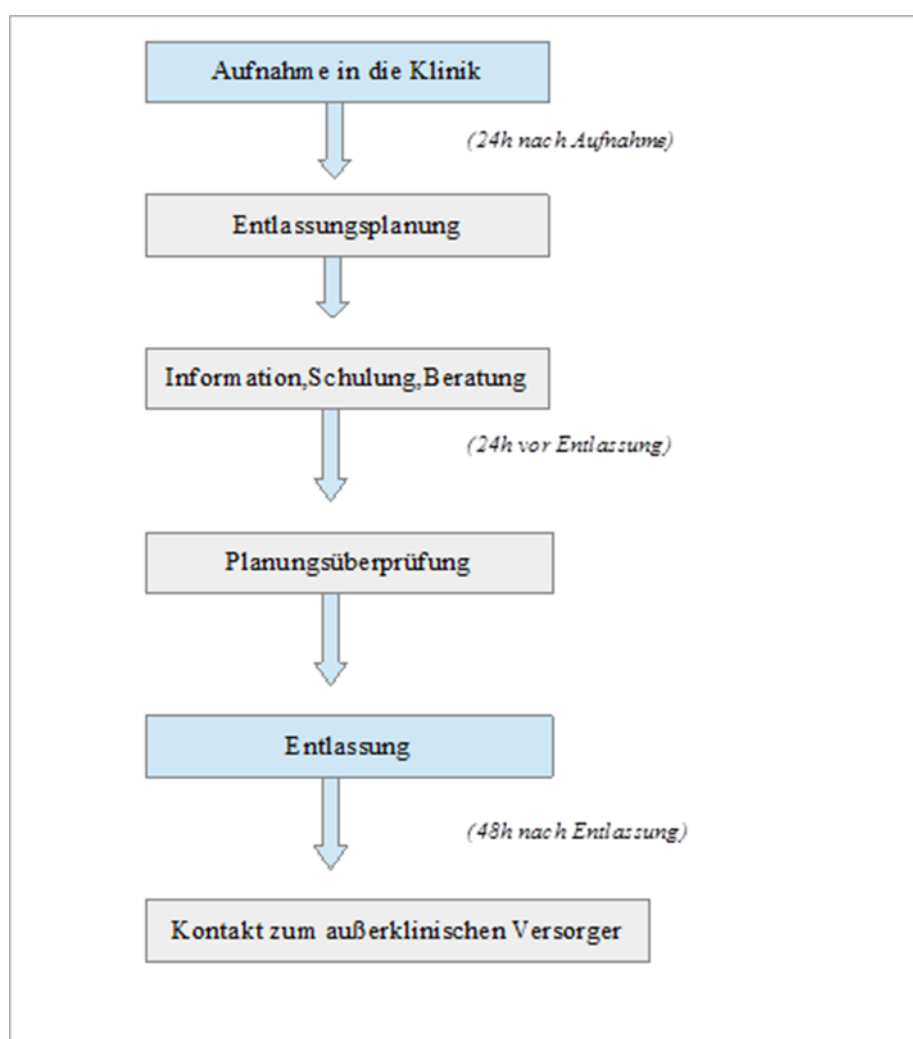 Aufnahme in die Klinik
(24h nach Aufnahme)
Entlassungsplanung
Information,Schulung,Beratung
(24h vor Entlassung)
Planungsüberprüfung
Entlassung
(48h nach Entlassung)
Kontakt zum außerklinischen Versorger